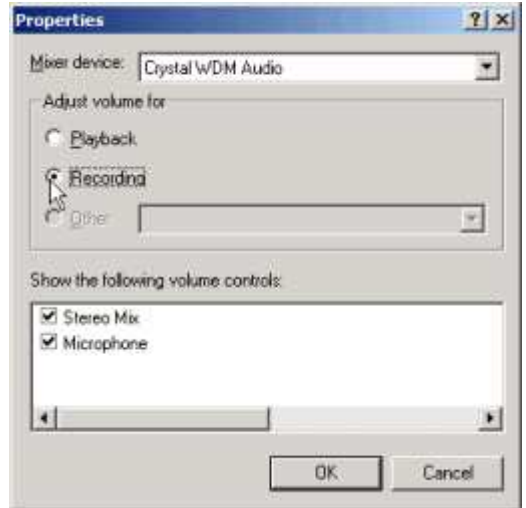 Properties
Mixer device: Crystal WDM Audio
Adjust volume for
Playback
Recording
Other
Show the following volume controls:
Stereo Mix
Microphone
OK Cancel